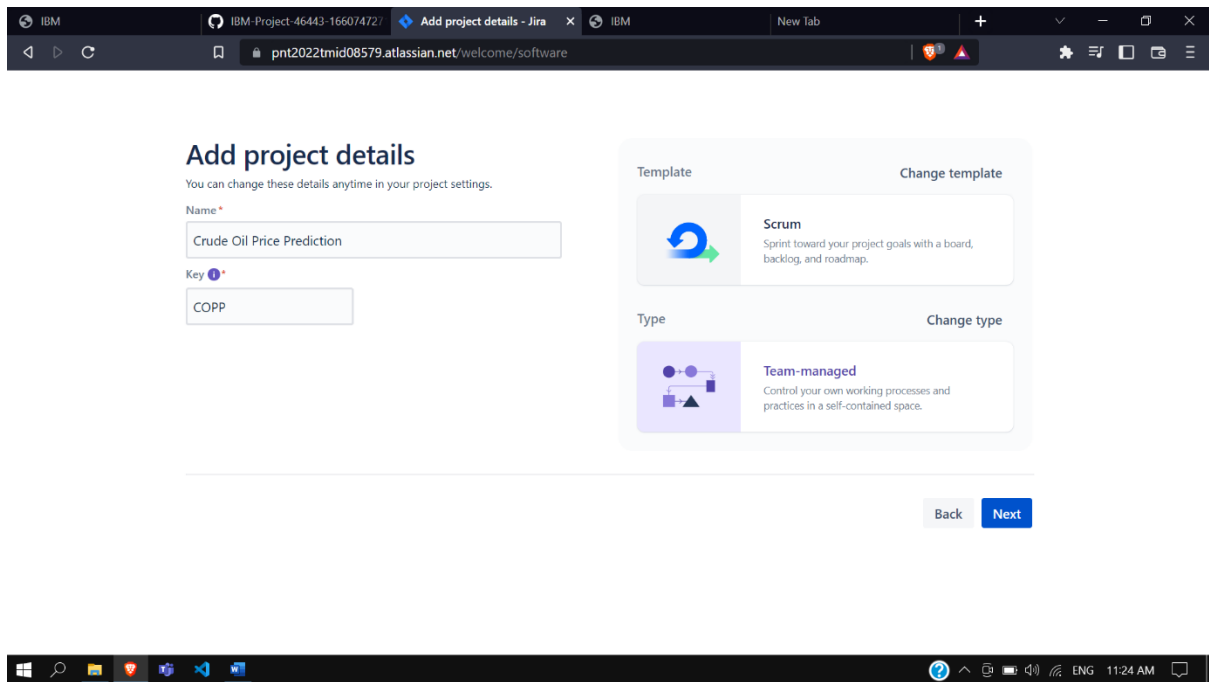 IBM
IBM-Project-46443-166074727
Add project details - Jira
IBM
New Tab
pnt2022tmid08579.atlassian.net/welcome/software
1
Add project details
You can change these details anytime in your project settings.
Name*
Crude Oil Price Prediction
Key i*
COPP
Template
Change template
Scrum
Sprint toward your project goals with a board,
backlog, and roadmap.
Type
Change type
Team-managed
Control your own working processes and
practices in a self-contained space.
Back
Next
ENG
11:24 AM